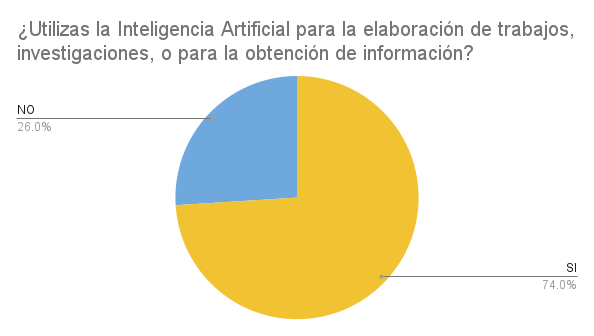 ¿Utilizas la Inteligencia Artificial para la elaboración de trabajos,
investigaciones, o para la obtención de información?
NO
26.0%
SI
74.0%